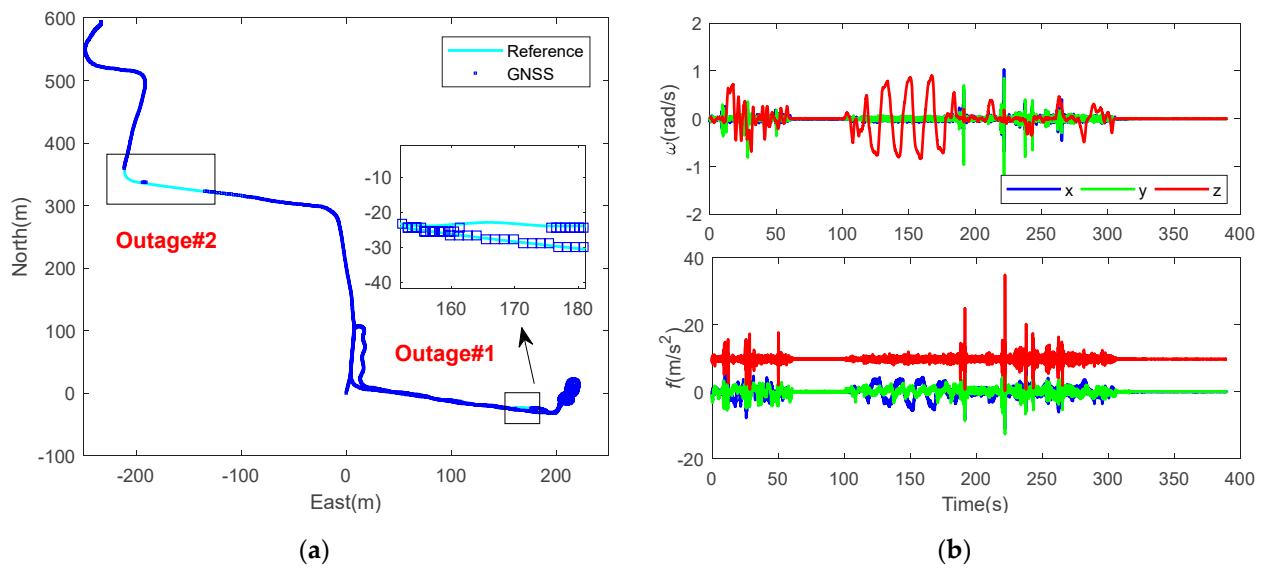 600
500
400
300
200
100
0
-100
-200
-100
0
100
200
North(m)
East(m)
Reference
GNSS
Outage#2
Outage#1
-10
-20
-30
-40
160
170
180
(a)
2
1
0
-1
-2
ω(rad/s)
x y z
0 50 100 150 200 250 300 350 400
40
20
0
-20
f(m/s²)
0 50 100 150 200 250 300 350 400
Time(s)
(b)